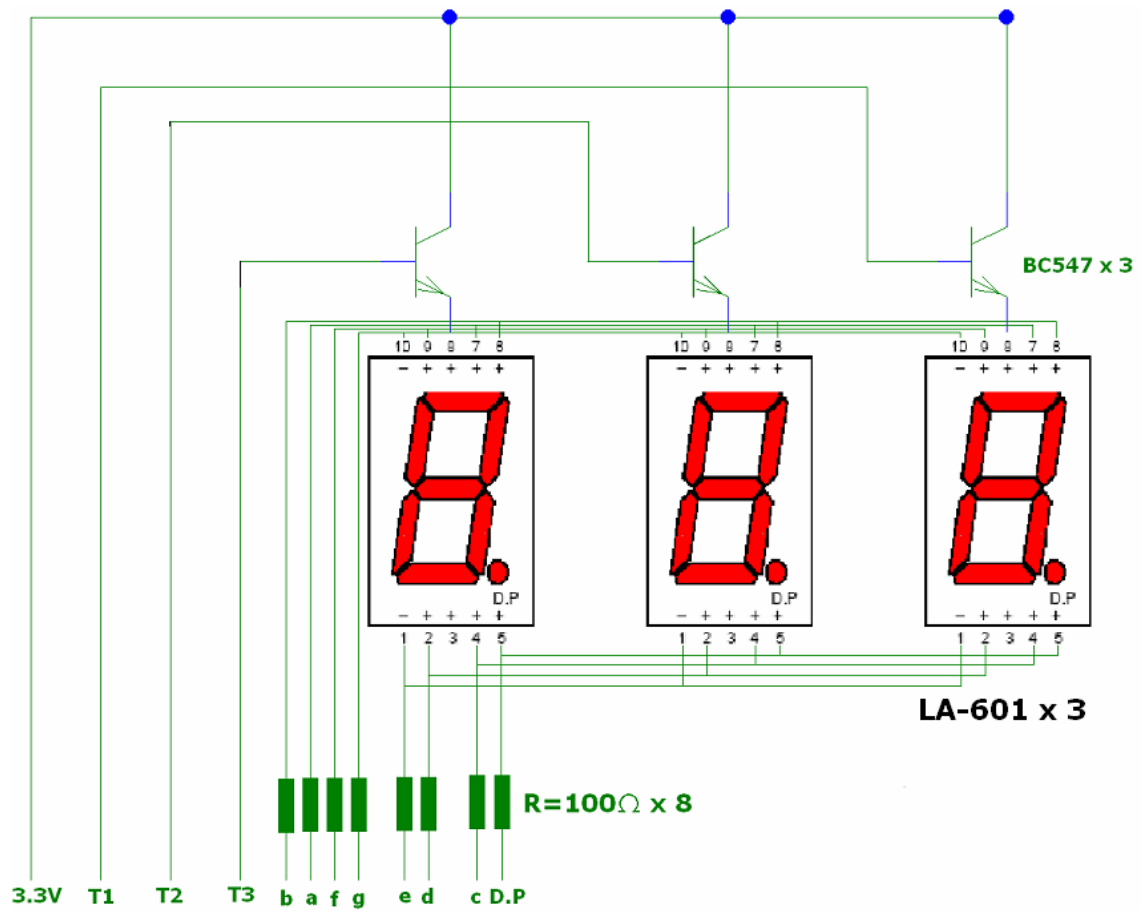 BC547 x 3
10 9 8 7 6 10 9 8 7 6 10 9 8 7 6
− + + + + − + + + + − + + + +
D.P D.P D.P
− + + + + − + + + + − + + + +
1 2 3 4 5 1 2 3 4 5 1 2 3 4 5
LA-601 x 3
R=100Ω x 8
3.3V T1 T2 T3 b a f g e d c D.P